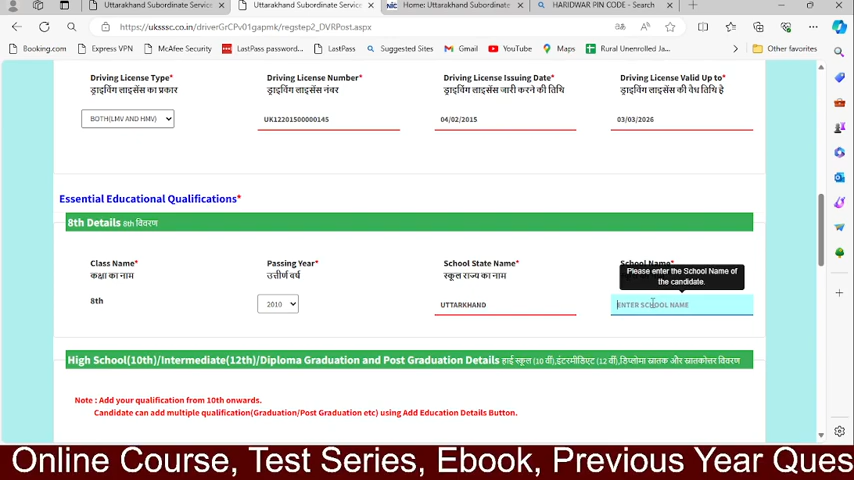 Uttarakhand Subordinate Service
Uttarakhand Subordinate Service
NIC Home: Uttarakhand Subordinate
HARIDWAR PIN CODE - Search
https://uksssc.co.in/driverGrCPv01gapmkup/regstep2_DVRPost.aspx
Booking.com Express VPN McAfee Security LastPass password... LastPass Suggested Sites Gmail YouTube Maps Rural Unenrolled Ja... Other favorites
Driving License Type* Driving License Number* Driving License Issuing Date* Driving License Valid Up to*
ड्राइविंग लाइसेंस का प्रकार ड्राइविंग लाइसेंस नंबर ड्राइविंग लाइसेंस जारी करने की तिथि ड्राइविंग लाइसेंस की वेध तिथि है
BOTH(LMV AND HMV) UK12201500000145 04/02/2015 03/03/2026
Essential Educational Qualifications*
8th Details 8th विवरण
Class Name* Passing Year* School State Name* School Name*
कक्षा का नाम उत्तीर्ण वर्ष स्कूल राज्य का नाम
Please enter the School Name of
the candidate.
8th 2010 UTTARKHAND ENTER SCHOOL NAME
High School(10th)/Intermediate(12th)/Diploma Graduation and Post Graduation Details हाई स्कूल (10 वीं),इंटरमीडिएट (12 वीं),डिप्लोमा स्नातक और स्नातकोत्तर विवरण
Note : Add your qualification from 10th onwards.
Candidate can add multiple qualification(Graduation/Post Graduation etc) using Add Education Details Button.
Online Course, Test Series, Ebook, Previous Year Ques